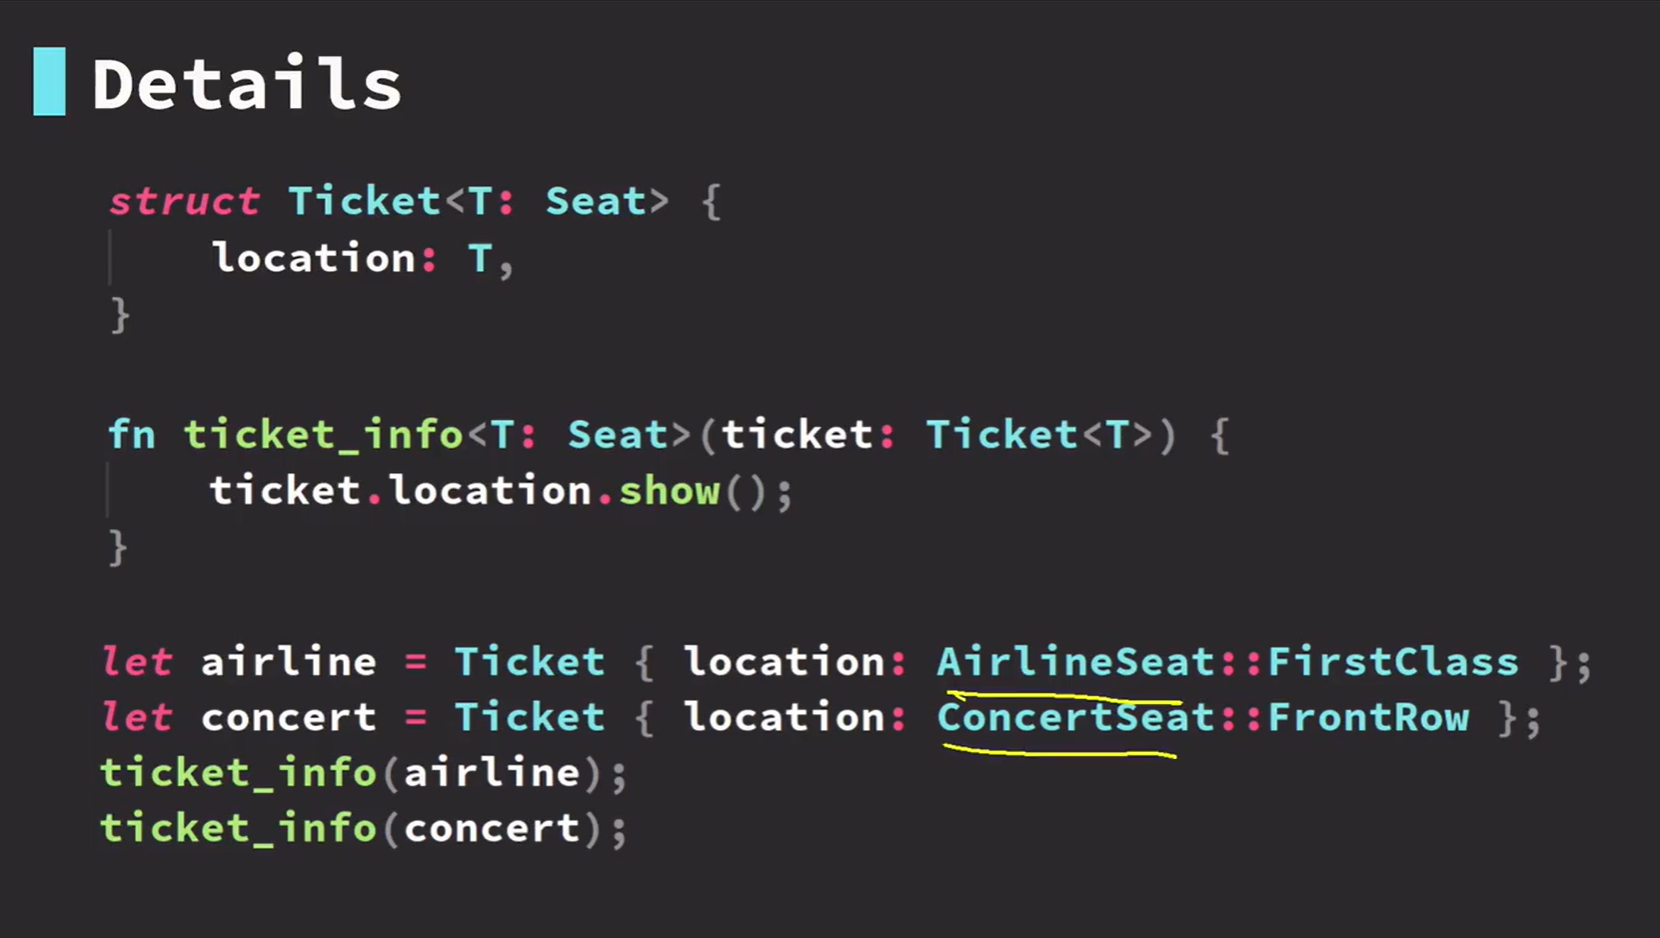 Details
struct Ticket<T: Seat> {
location: T,
}
fn ticket_info<T: Seat>(ticket: Ticket<T>) {
ticket.location.show();
}
let airline = Ticket { location: AirlineSeat::FirstClass };
let concert = Ticket { location: ConcertSeat::FrontRow };
ticket_info(airline);
ticket_info(concert);